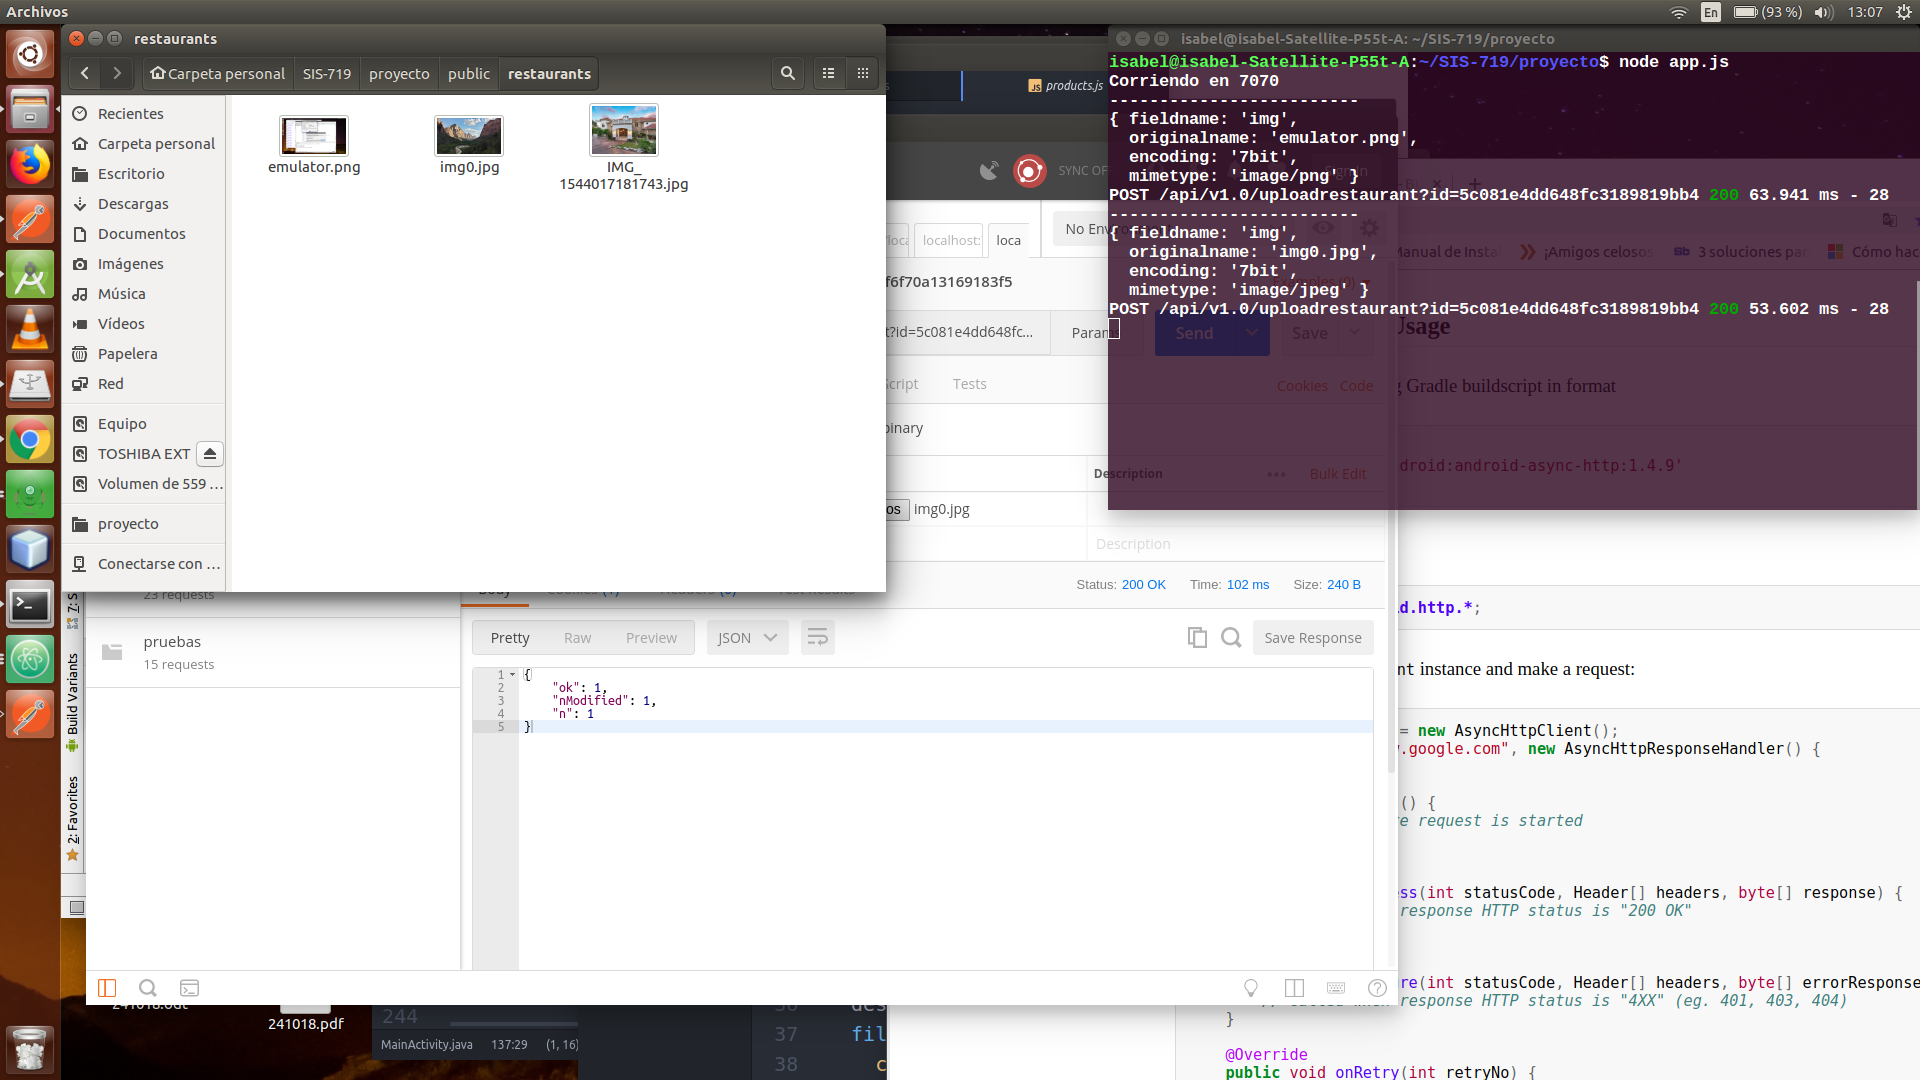 Archivos
En
(93 %)
13:07
restaurants
Carpeta personal
SIS-719
proyecto
public
restaurants
Recientes
Carpeta personal
Escritorio
Descargas
Documentos
Imágenes
Música
Vídeos
Papelera
Red
Equipo
TOSHIBA EXT
Volumen de 559 ...
proyecto
Conectarse con ...
emulator.png
img0.jpg
IMG_
1544017181743.jpg
isabel@isabel-Satellite-P55t-A: ~/SIS-719/proyecto
isabel@isabel-Satellite-P55t-A:~/SIS-719/proyecto$ node app.js
Corriendo en 7070
-------------------------
{ fieldname: 'img',
originalname: 'emulator.png',
encoding: '7bit',
mimetype: 'image/png' }
POST /api/v1.0/uploadrestaurant?id=5c081e4dd648fc3189819bb4 200 63.941 ms - 28
-------------------------
{ fieldname: 'img',
originalname: 'img0.jpg',
encoding: '7bit',
mimetype: 'image/jpeg' }
POST /api/v1.0/uploadrestaurant?id=5c081e4dd648fc3189819bb4 200 53.602 ms - 28
products.js
SYNC OF
localhost:
loca
No Env
f6f70a13169183f5
t?id=5c081e4dd648fc...
Params
Send
Save
cript
Tests
Cookies
Code
binary
Description
Bulk Edit
os
img0.jpg
Description
Status: 200 OK
Time: 102 ms
Size: 240 B
23 requests
pruebas
15 requests
Pretty
Raw
Preview
JSON
Save Response
1 {
2 "ok": 1,
3 "nModified": 1,
4 "n": 1
5 }
Build Variants
2: Favorites
Manual de Insta
¡Amigos celosos
3 soluciones par
Cómo hac
Usage
g Gradle buildscript in format
droid:android-async-http:1.4.9'
d.http.*;
nt instance and make a request:
= new AsyncHttpClient();
w.google.com", new AsyncHttpResponseHandler() {
() {
re request is started
ess(int statusCode, Header[] headers, byte[] response) {
response HTTP status is "200 OK"
re(int statusCode, Header[] headers, byte[] errorResponse
response HTTP status is "4XX" (eg. 401, 403, 404)
}
@Override
public void onRetry(int retryNo) {
241018.pdf
244
MainActivity.java
137:29
(1, 16)
des
37 fil
38 c